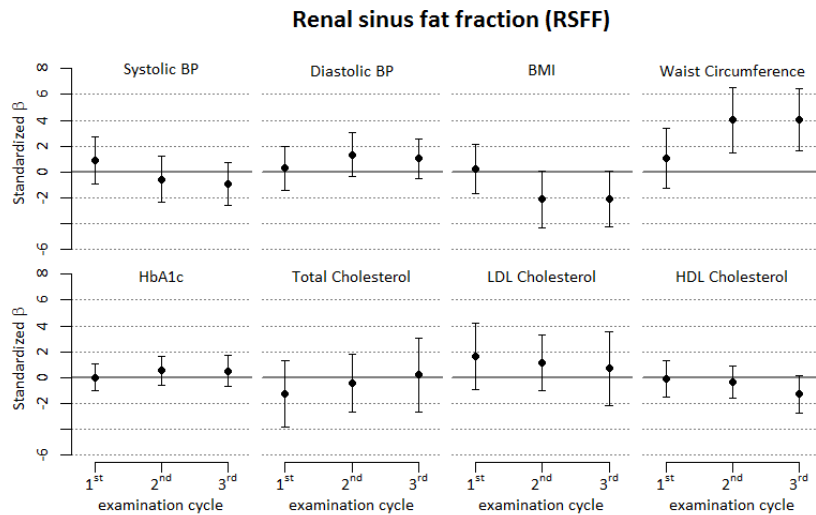 Renal sinus fat fraction (RSFF)
Systolic BP
Diastolic BP
BMI
Waist Circumference
Standardized β
8
6
4
2
0
-2
-6
HbA1c
Total Cholesterol
LDL Cholesterol
HDL Cholesterol
Standardized β
8
6
4
2
0
-2
-6
1st 2nd 3rd
examination cycle
1st 2nd 3rd
examination cycle
1st 2nd 3rd
examination cycle
1st 2nd 3rd
examination cycle